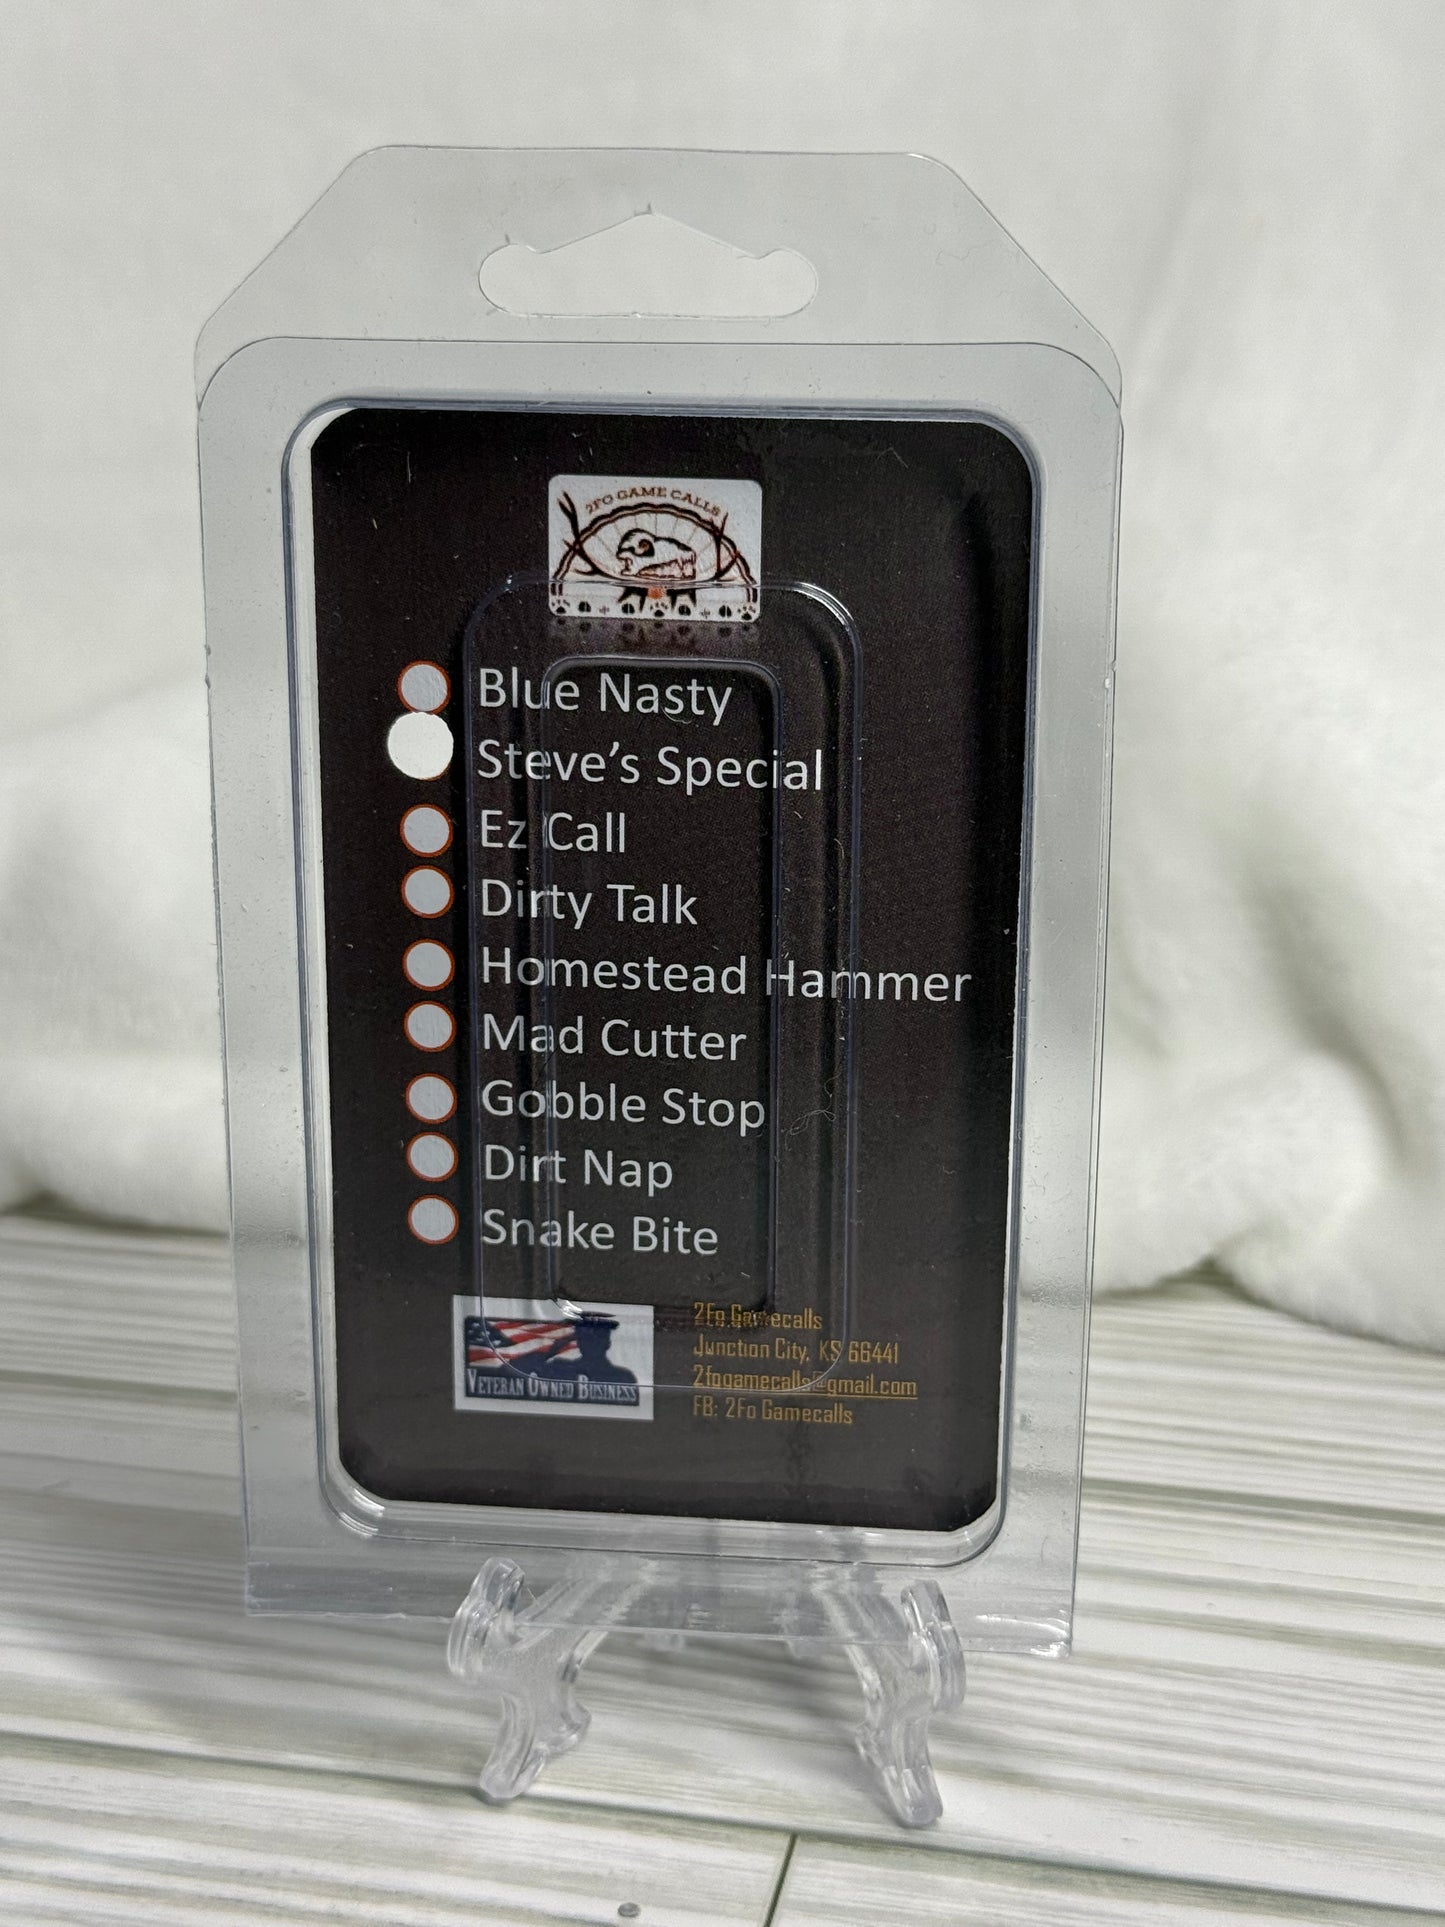 2FO GAME CALLS
Blue Nasty
Steve's Special
Ez Call
Dirty Talk
Homestead Hammer
Mad Cutter
Gobble Stop
Dirt Nap
Snake Bite
VETERAN OWNED BUSINESS
2Fo Gamecalls
Junction City, KS 66441
2fogamecalls@gmail.com
FB: 2Fo Gamecalls